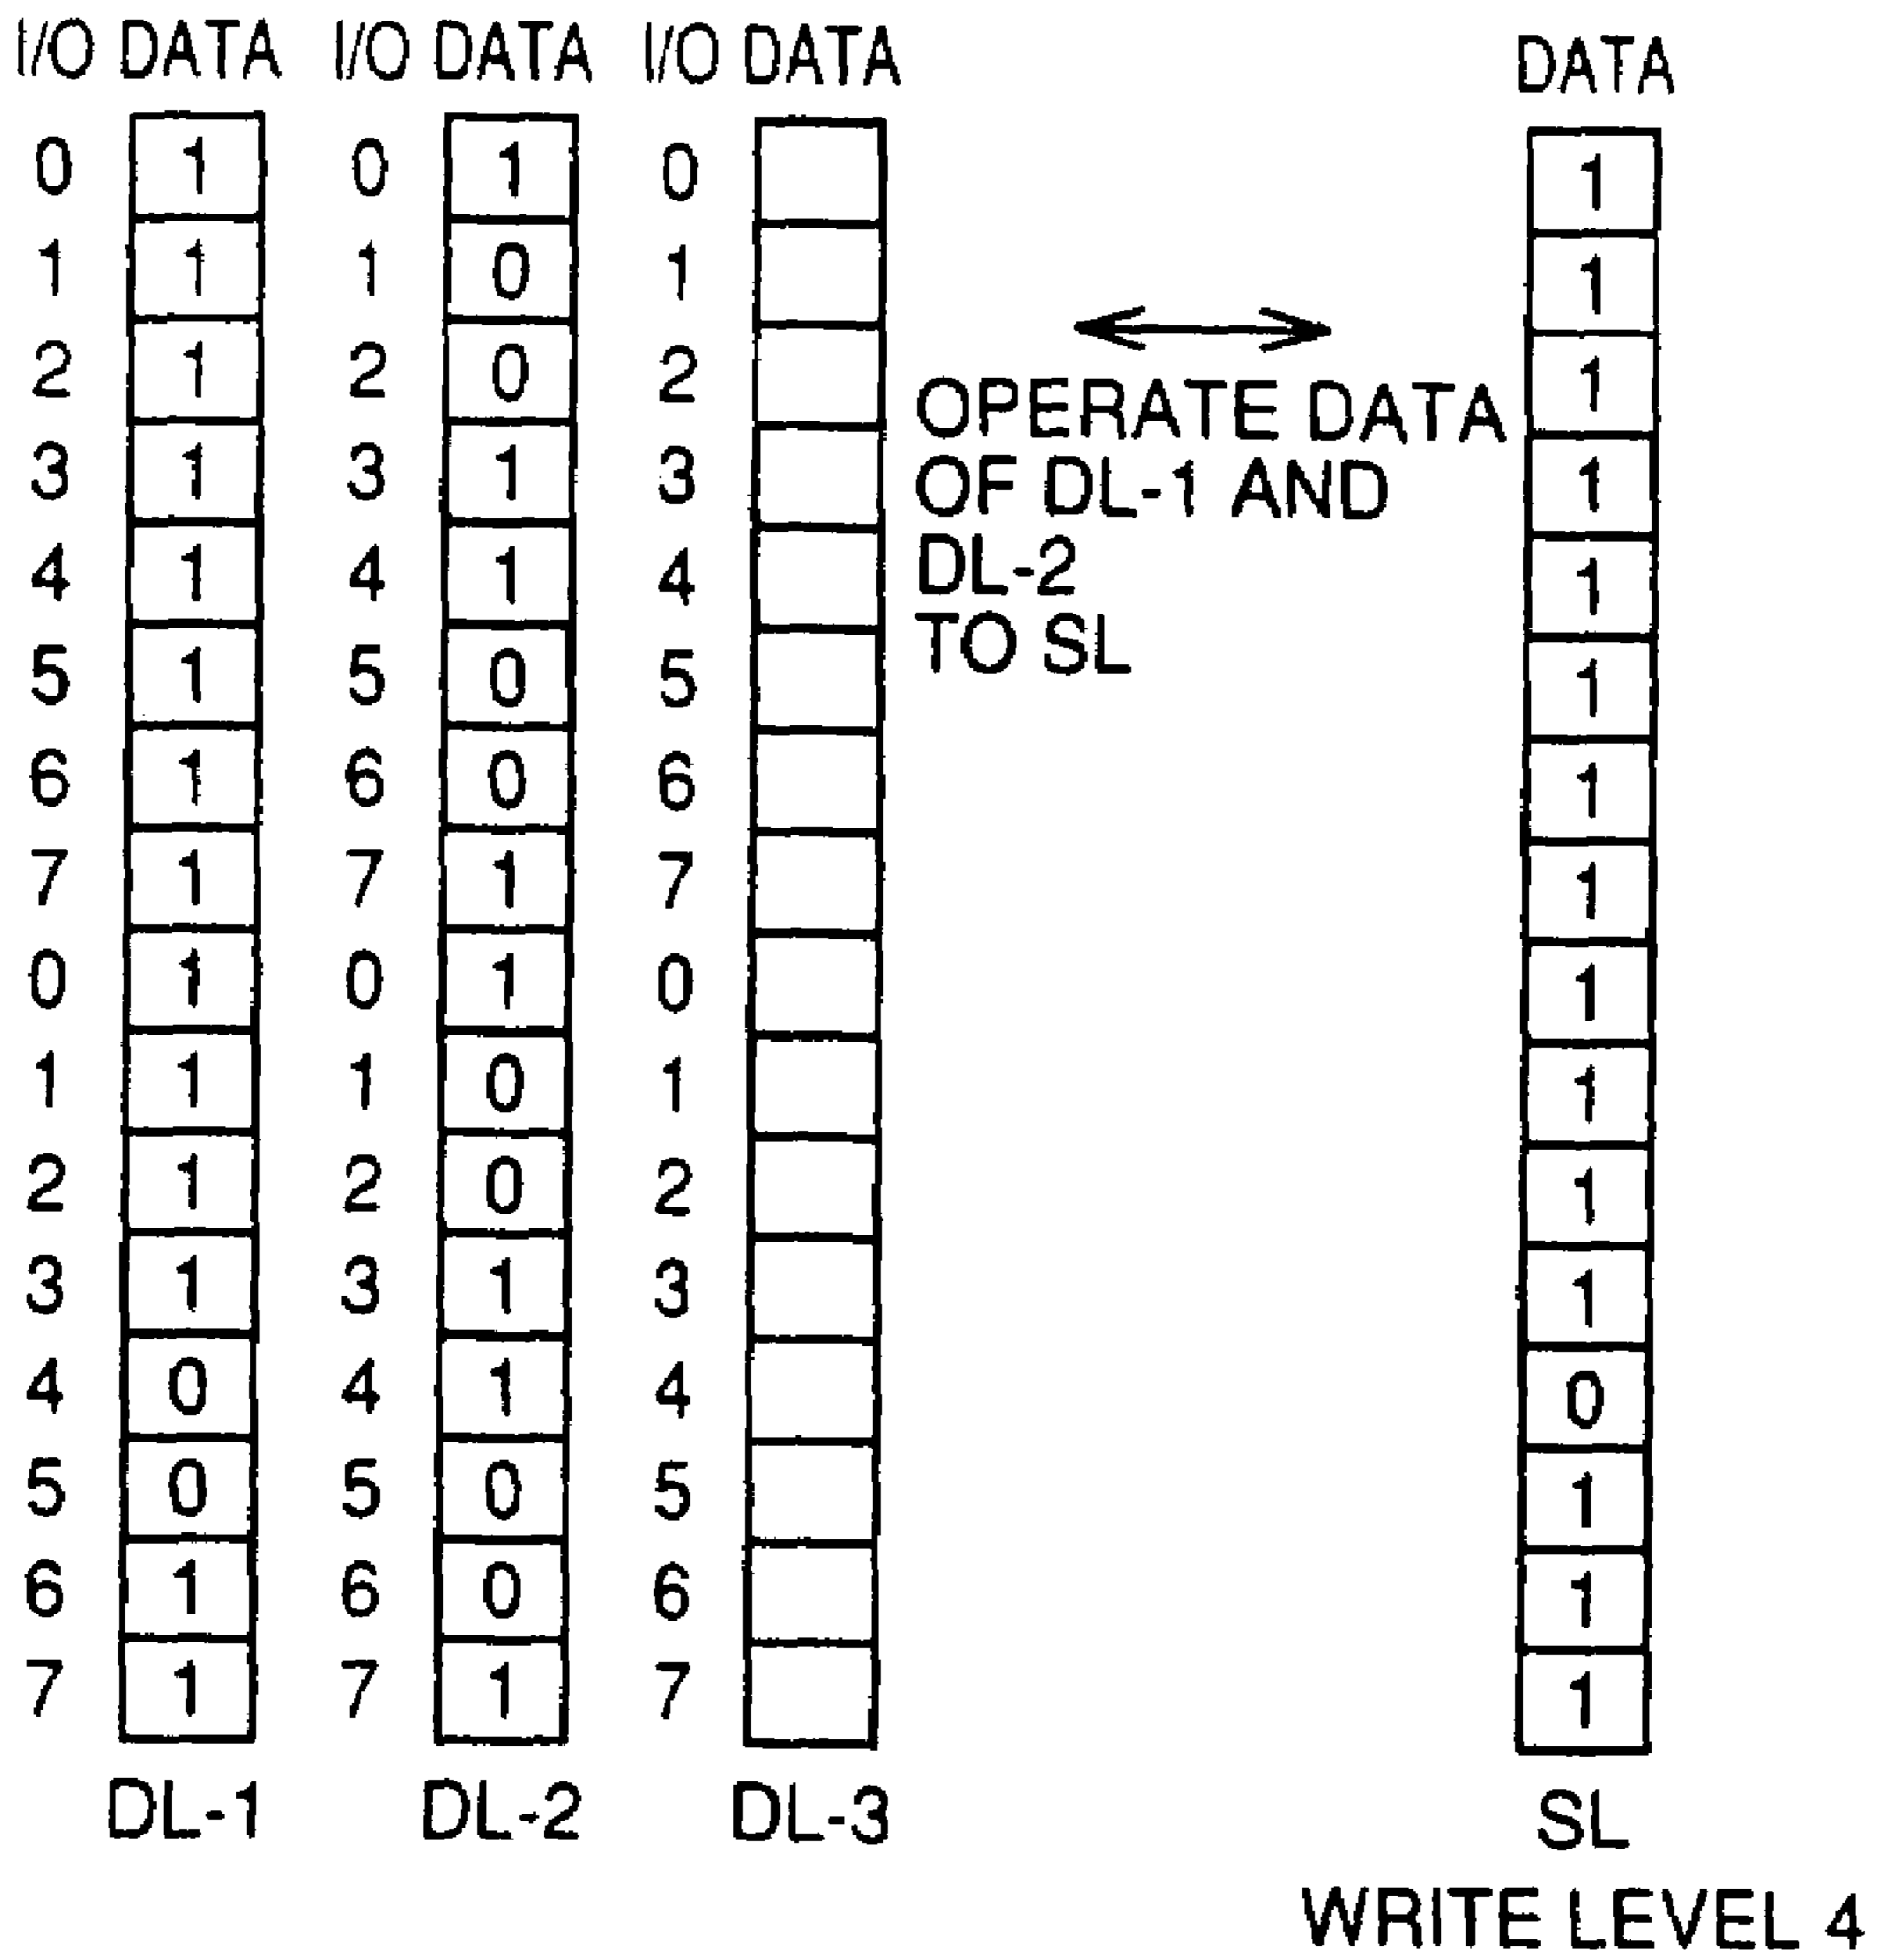 I/O DATA I/O DATA I/O DATA DATA
0 1 0 1 0 1
1 1 1 0 1 1
2 1 2 0 2 1
3 1 3 1 3 1
4 1 4 1 4 1
5 1 5 0 5 1
6 1 6 0 6 1
7 1 7 1 7 1
0 1 0 1 0 1
1 1 1 0 1 1
2 1 2 0 2 1
3 1 3 1 3 1
4 0 4 1 4 0
5 0 5 0 5 1
6 1 6 0 6 1
7 1 7 1 7 1
OPERATE DATA
OF DL-1 AND
DL-2
TO SL
DL-1 DL-2 DL-3 SL
WRITE LEVEL 4